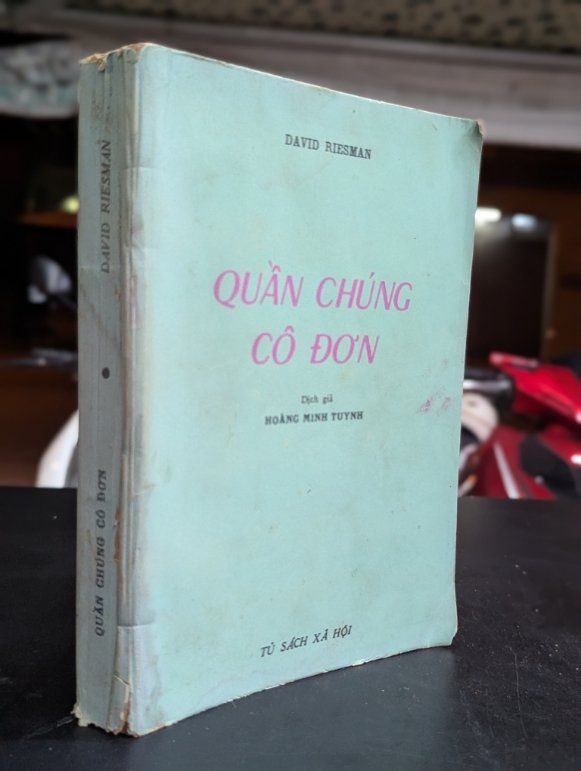 DAVID RIESMAN
QUẦN CHÚNG
CÔ ĐƠN
Dịch giả
HOÀNG MINH TUYNH
TỦ SÁCH XÃ HỘI
DAVID RIESMAN
QUẦN CHÚNG CÔ ĐƠN